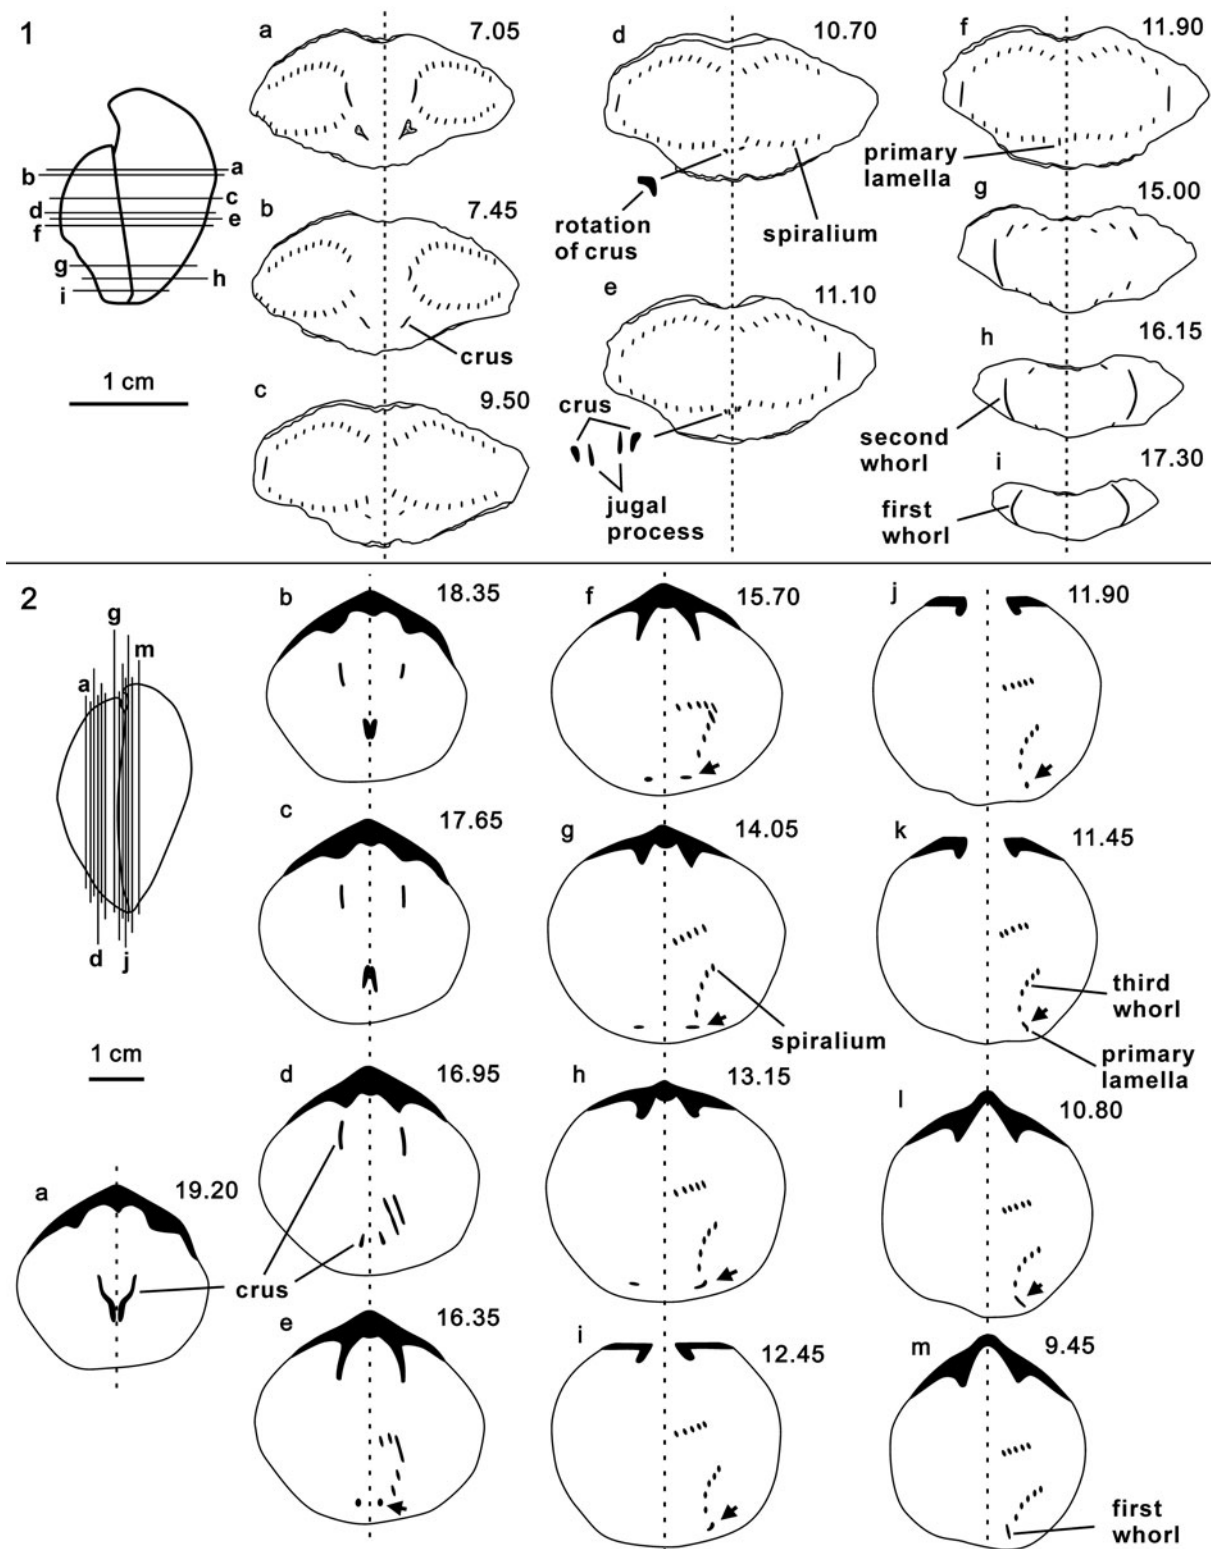 1
a
b
c
d
e
f
g
h
i
1 cm
a
7.05
b
7.45
crus
c
9.50
d
10.70
rotation
of crus
spiralium
e
11.10
crus
jugal
process
f
11.90
primary
lamella
g
15.00
h
16.15
second
whorl
i
17.30
first
whorl
2
g
m
a
d
j
1 cm
a
19.20
crus
b
18.35
c
17.65
d
16.95
e
16.35
f
15.70
g
14.05
spiralium
h
13.15
i
12.45
j
11.90
k
11.45
third
whorl
primary
lamella
l
10.80
m
9.45
first
whorl